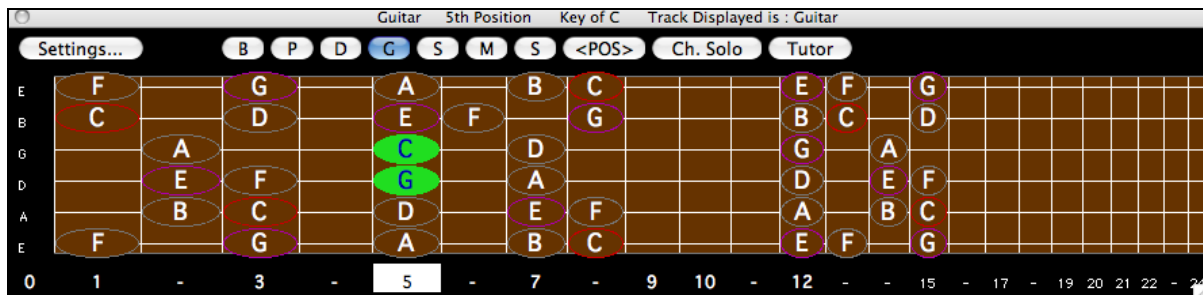 Guitar 5th Position Key of C Track Displayed is : Guitar
Settings... B P D G S M S <POS> Ch. Solo Tutor
E F G A B C E F G
B C D E F G B C D
G A C D G A
D E F G A D E F
A B C D E F A B C
E F G A B C E F G
0 1 - 3 - 5 - 7 - 9 10 - 12 - - 15 - 17 - 19 20 21 22 - 24